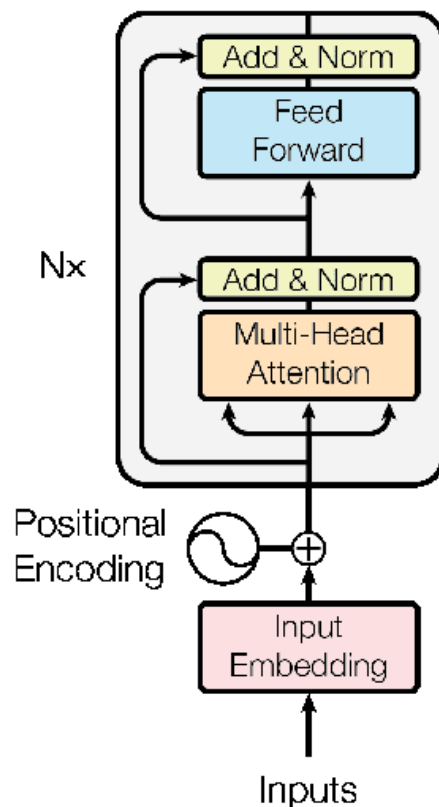 Add & Norm
Feed
Forward
Nx
Add & Norm
Multi-Head
Attention
Positional
Encoding
Input
Embedding
Inputs